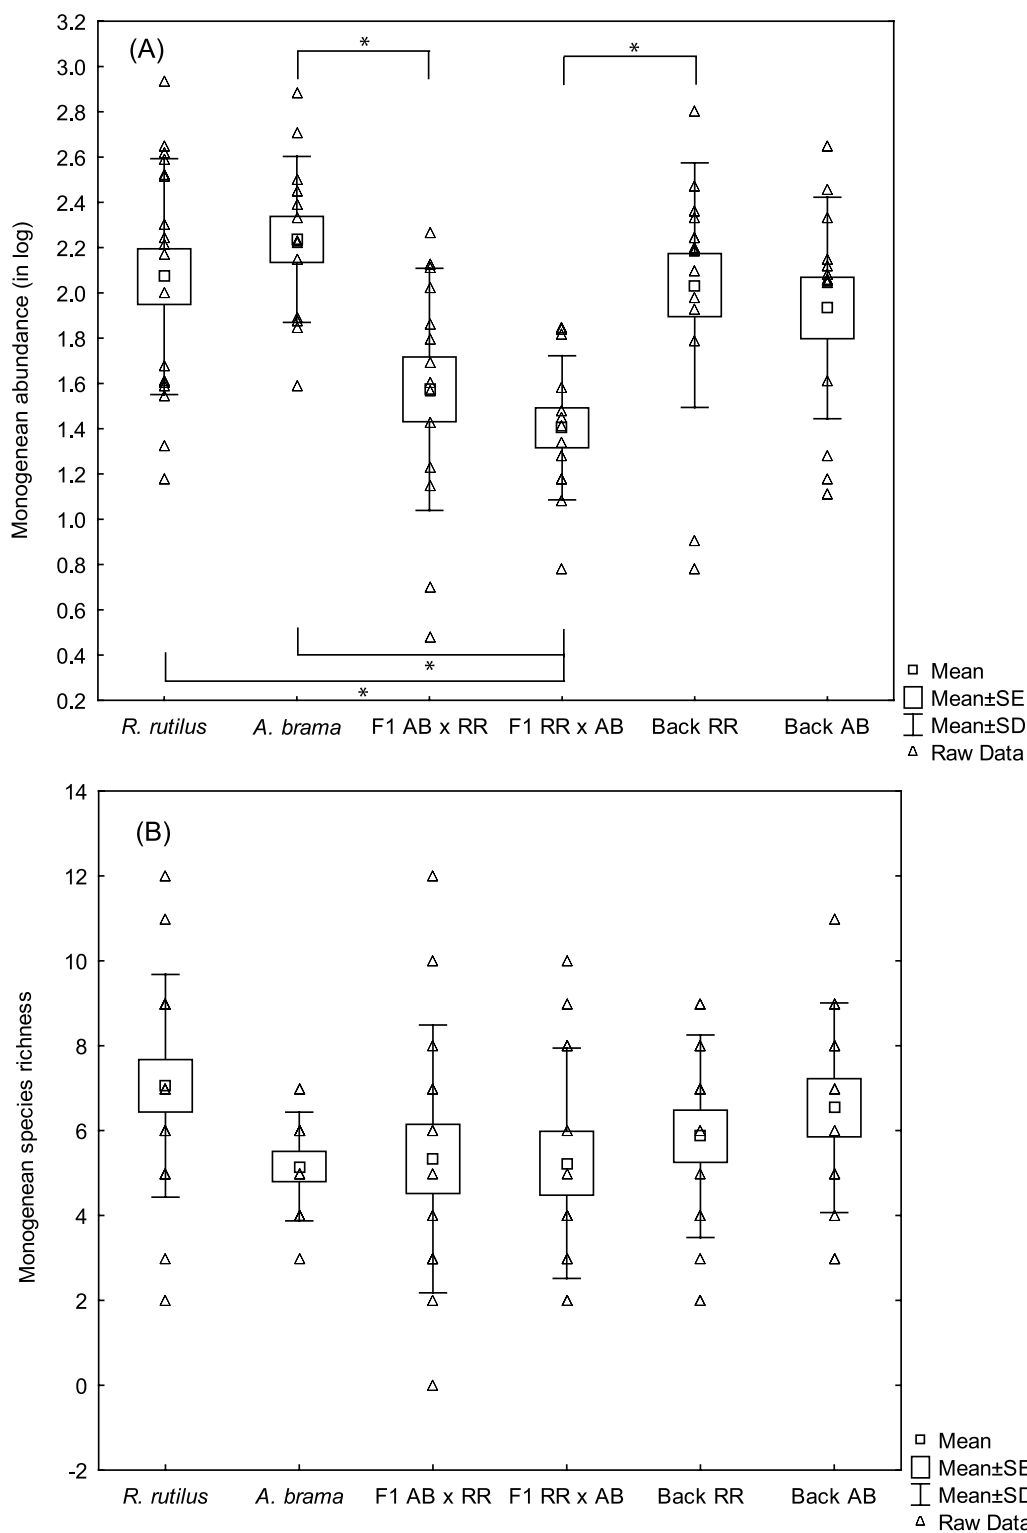 (A)
Monogenean abundance (in log)
3.2
3.0
2.8
2.6
2.4
2.2
2.0
1.8
1.6
1.4
1.2
1.0
0.8
0.6
0.4
0.2
*
*
*
*
R. rutilus A. brama F1 AB x RR F1 RR x AB Back RR Back AB
Mean
Mean±SE
Mean±SD
Raw Data
(B)
Monogenean species richness
14
12
10
8
6
4
2
0
-2
R. rutilus A. brama F1 AB x RR F1 RR x AB Back RR Back AB
Mean
Mean±SE
Mean±SD
Raw Data